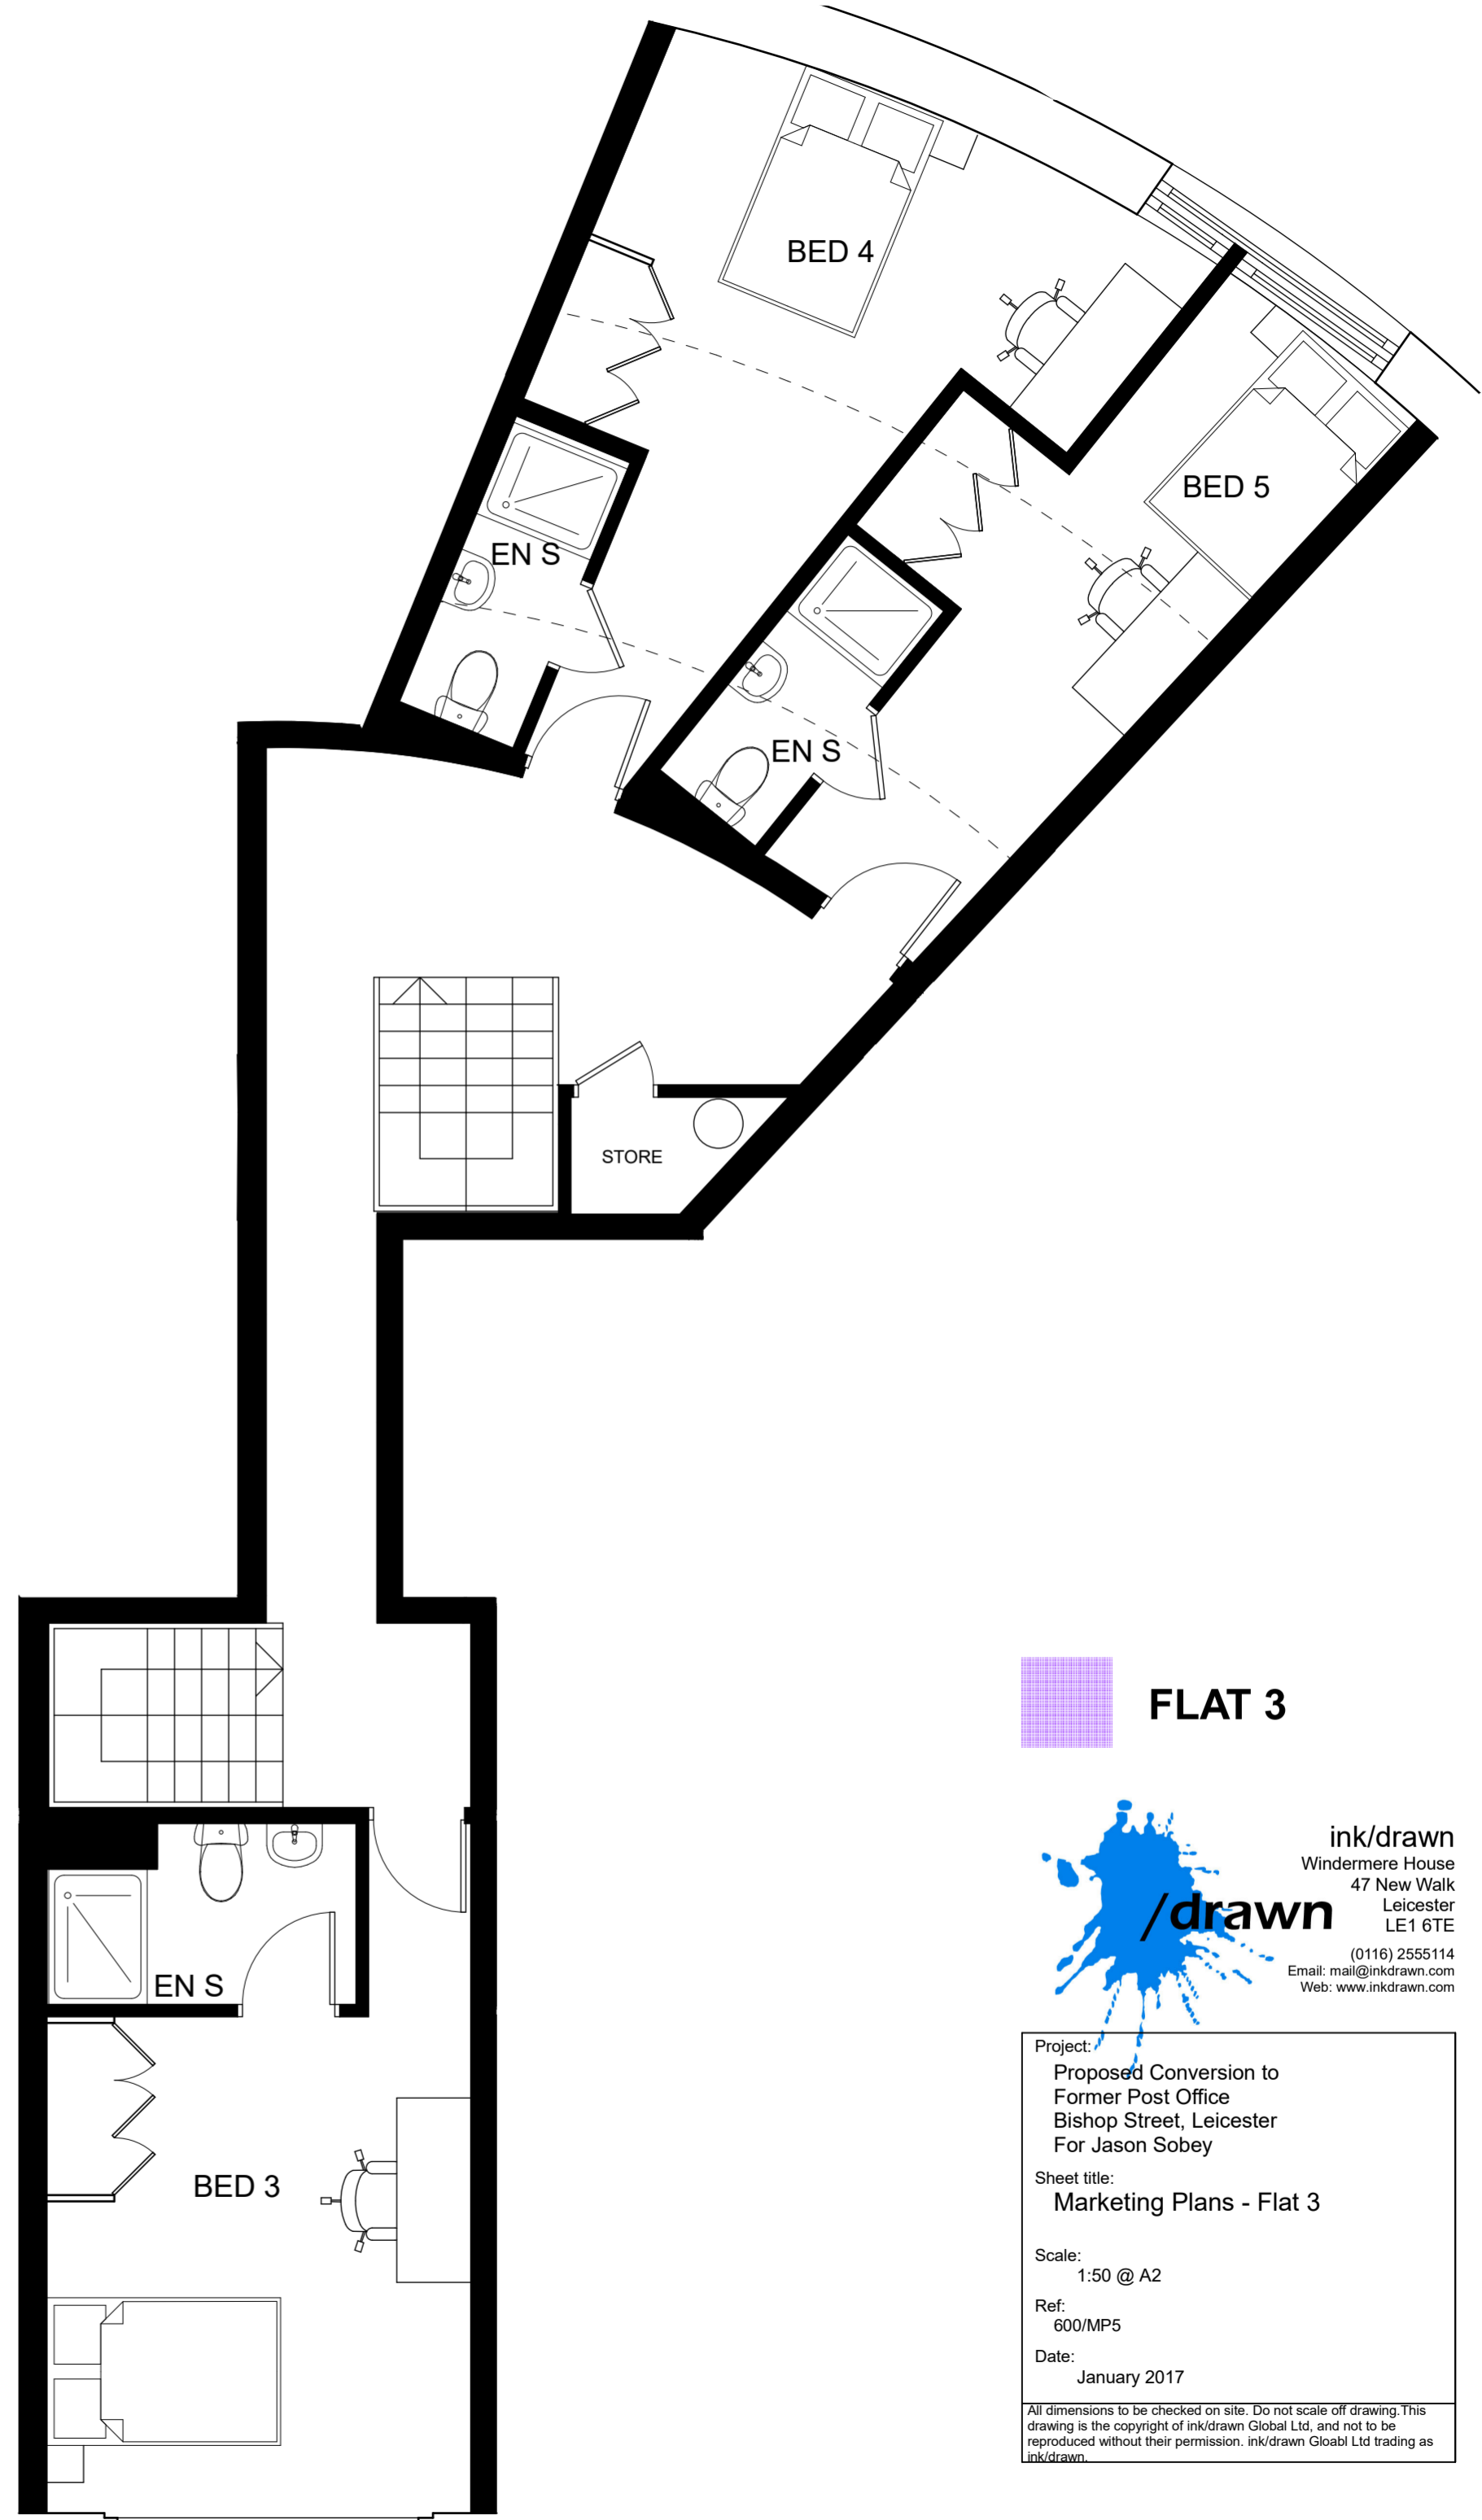 BED 4
BED 5
EN S
EN S
STORE
FLAT 3
ink/drawn
Windermere House
47 New Walk
Leicester
LE1 6TE
/drawn
(0116) 2555114
Email: mail@inkdrawn.com
Web: www.inkdrawn.com
EN S
BED 3
Project:
Proposed Conversion to
Former Post Office
Bishop Street, Leicester
For Jason Sobey
Sheet title:
Marketing Plans - Flat 3
Scale:
1:50 @ A2
Ref:
600/MP5
Date:
January 2017
All dimensions to be checked on site. Do not scale off drawing.This
drawing is the copyright of ink/drawn Global Ltd, and not to be
reproduced without their permission. ink/drawn Gloabl Ltd trading as
ink/drawn.